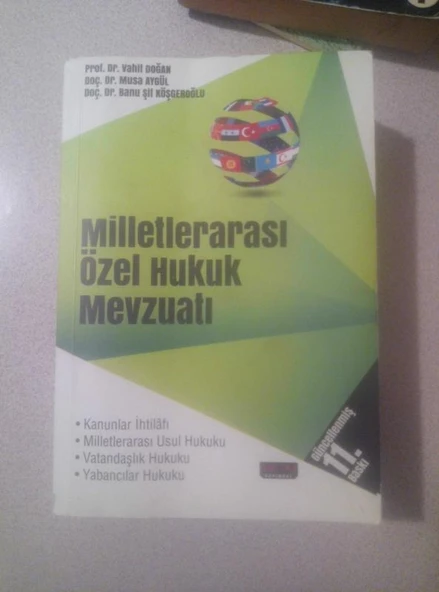 Prof. Dr. Vahit DOĞAN
Doç. Dr. Musa AYGÜL
Doç. Dr. Banu ŞİT KÖŞGEROĞLU
Milletlerarası
Özel Hukuk
Mevzuatı
• Kanunlar İhtilâfı
• Milletlerarası Usul Hukuku
• Vatandaşlık Hukuku
• Yabancılar Hukuku
Güncellenmiş
11.
Baskı